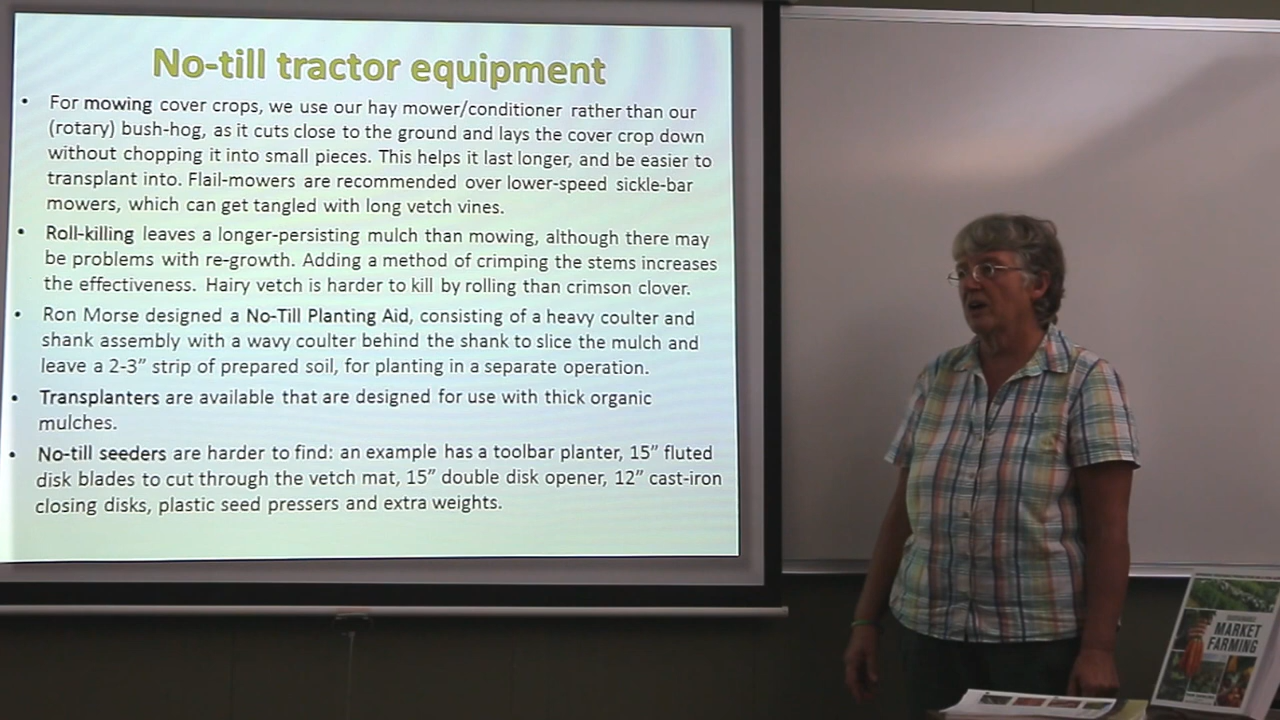 No-till tractor equipment
• For mowing cover crops, we use our hay mower/conditioner rather than our
(rotary) bush-hog, as it cuts close to the ground and lays the cover crop down
without chopping it into small pieces. This helps it last longer, and be easier to
transplant into. Flail-mowers are recommended over lower-speed sickle-bar
mowers, which can get tangled with long vetch vines.
• Roll-killing leaves a longer-persisting mulch than mowing, although there may
be problems with re-growth. Adding a method of crimping the stems increases
the effectiveness. Hairy vetch is harder to kill by rolling than crimson clover.
• Ron Morse designed a No-Till Planting Aid, consisting of a heavy coulter and
shank assembly with a wavy coulter behind the shank to slice the mulch and
leave a 2-3” strip of prepared soil, for planting in a separate operation.
• Transplanters are available that are designed for use with thick organic
mulches.
• No-till seeders are harder to find: an example has a toolbar planter, 15” fluted
disk blades to cut through the vetch mat, 15” double disk opener, 12” cast-iron
closing disks, plastic seed pressers and extra weights.
MARKET
FARMING